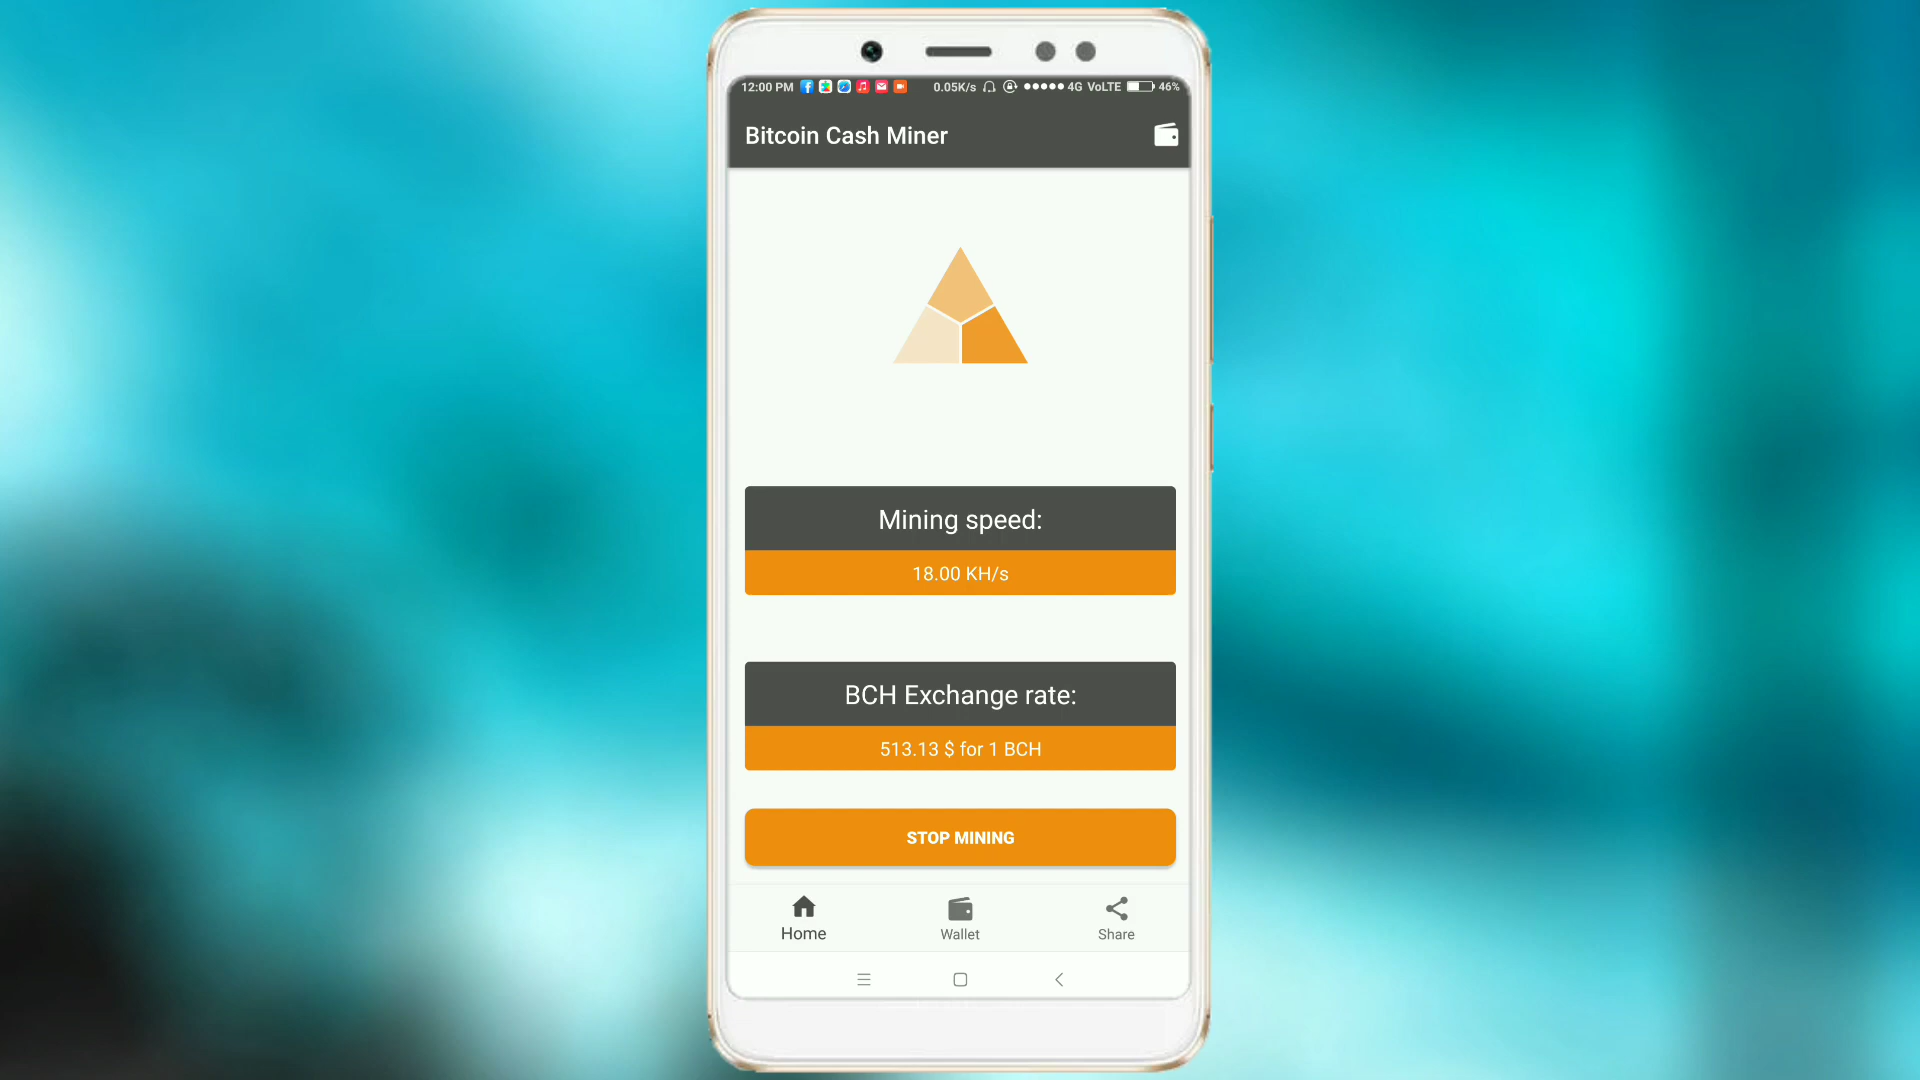 12:00 PM 0.05K/s 4G VoLTE 46%
Bitcoin Cash Miner
Mining speed:
18.00 KH/s
BCH Exchange rate:
513.13 $ for 1 BCH
STOP MINING
Home Wallet Share